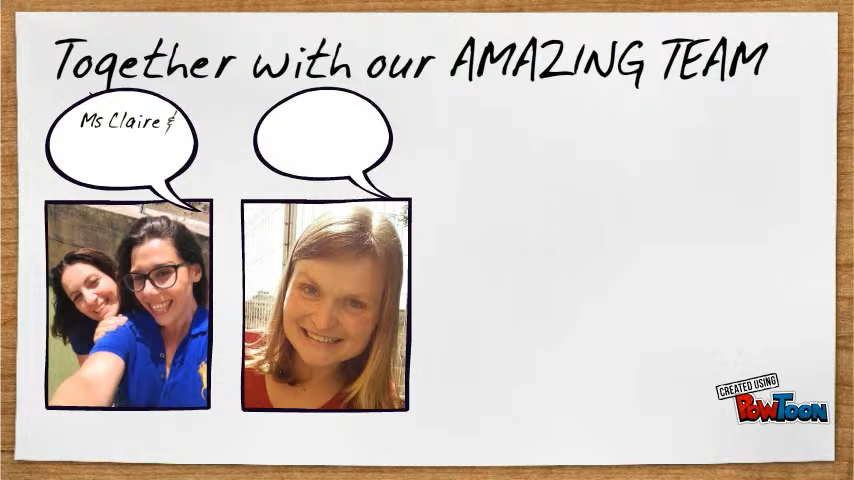 Together with our AMAZING TEAM
Ms Claire &
CREATED USING
POWTOON